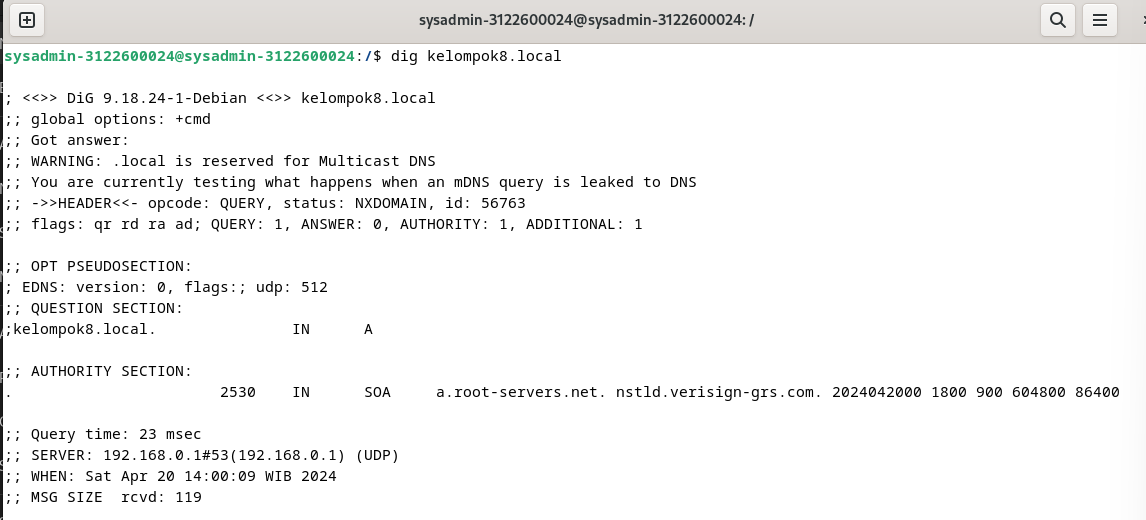 sysadmin-3122600024@sysadmin-3122600024: /
sysadmin-3122600024@sysadmin-3122600024:/$ dig kelompok8.local
; <<>> DiG 9.18.24-1-Debian <<>> kelompok8.local
;; global options: +cmd
;; Got answer:
;; WARNING: .local is reserved for Multicast DNS
;; You are currently testing what happens when an mDNS query is leaked to DNS
;; ->>HEADER<<- opcode: QUERY, status: NXDOMAIN, id: 56763
;; flags: qr rd ra ad; QUERY: 1, ANSWER: 0, AUTHORITY: 1, ADDITIONAL: 1
;; OPT PSEUDOSECTION:
; EDNS: version: 0, flags:; udp: 512
;; QUESTION SECTION:
;kelompok8.local. IN A
;; AUTHORITY SECTION:
. 2530 IN SOA a.root-servers.net. nstld.verisign-grs.com. 2024042000 1800 900 604800 86400
;; Query time: 23 msec
;; SERVER: 192.168.0.1#53(192.168.0.1) (UDP)
;; WHEN: Sat Apr 20 14:00:09 WIB 2024
;; MSG SIZE  rcvd: 119